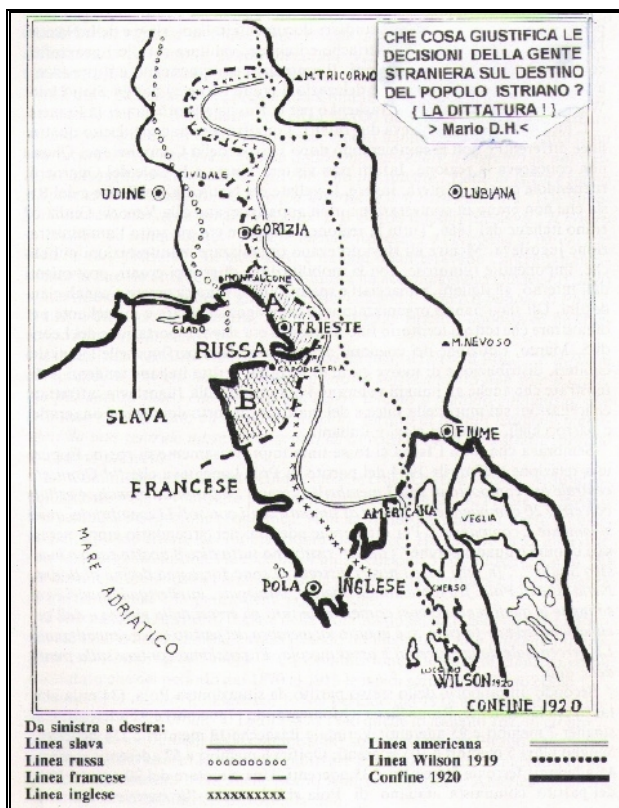 CHE COSA GIUSTIFICA LE
DECISIONI DELLA GENTE
STRANIERA SUL DESTINO
DEL POPOLO ISTRIANO ?
{ LA DITTATURA ! }
> Mario D.H.<
M.TRICORNO
UDINE
CIVIDALE
LUBIANA
GORIZIA
MONFALCONE
A
GRADO
TRIESTE
RUSSA
M.NEVOSO
CAPODISTRIA
SLAVA
B
FIUME
FRANCESE
AMERICANA
VEGLIA
MARE ADRIATICO
POLA
INGLESE
CHERSO
WILSON 1920
CONFINE 1920
Da sinistra a destra:
Linea slava
Linea russa
Linea francese
Linea inglese xxxxxxxxxx
Linea americana
Linea Wilson 1919
Confine 1920